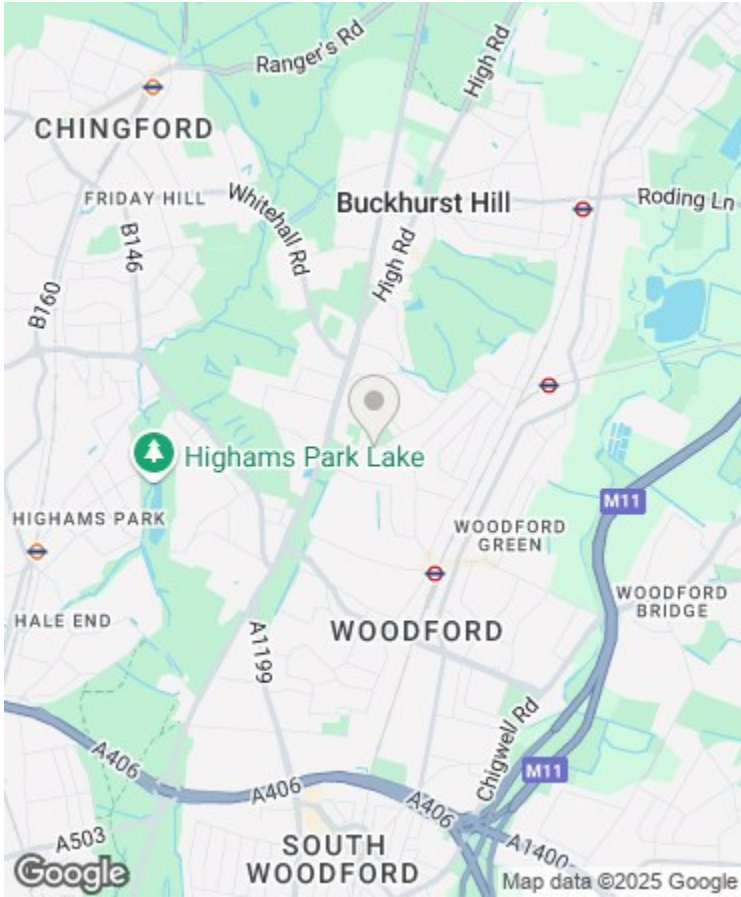 Ranger's Rd
High Rd
CHINGFORD
FRIDAY HILL
Whitehall Rd
Buckhurst Hill
Roding Ln
B146
High Rd
B160
Highams Park Lake
M11
HIGHAMS PARK
WOODFORD
GREEN
WOODFORD
BRIDGE
HALE END
WOODFORD
A1199
Chigwell Rd
A406
M11
A406
A406
A503
A1400
SOUTH
WOODFORD
Google
Map data ©2025 Google